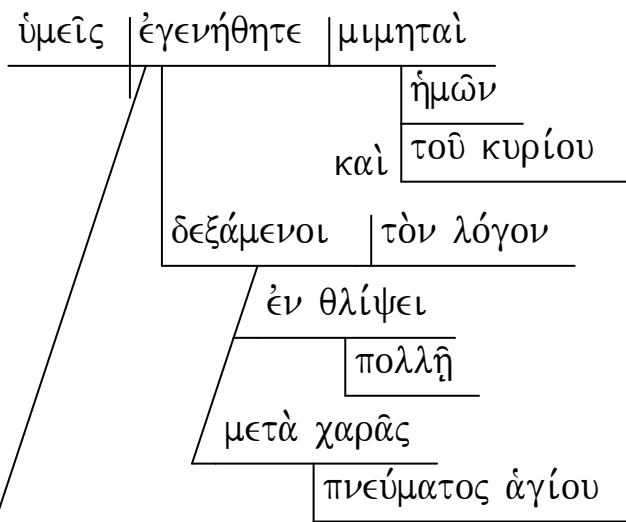 ὑμεῖς ἐγενήθητε μιμηταὶ
ἡμῶν
καὶ τοῦ κυρίου
δεξάμενοι τὸν λόγον
ἐν θλίψει
πολλῇ
μετὰ χαρᾶς
πνεύματος ἁγίου